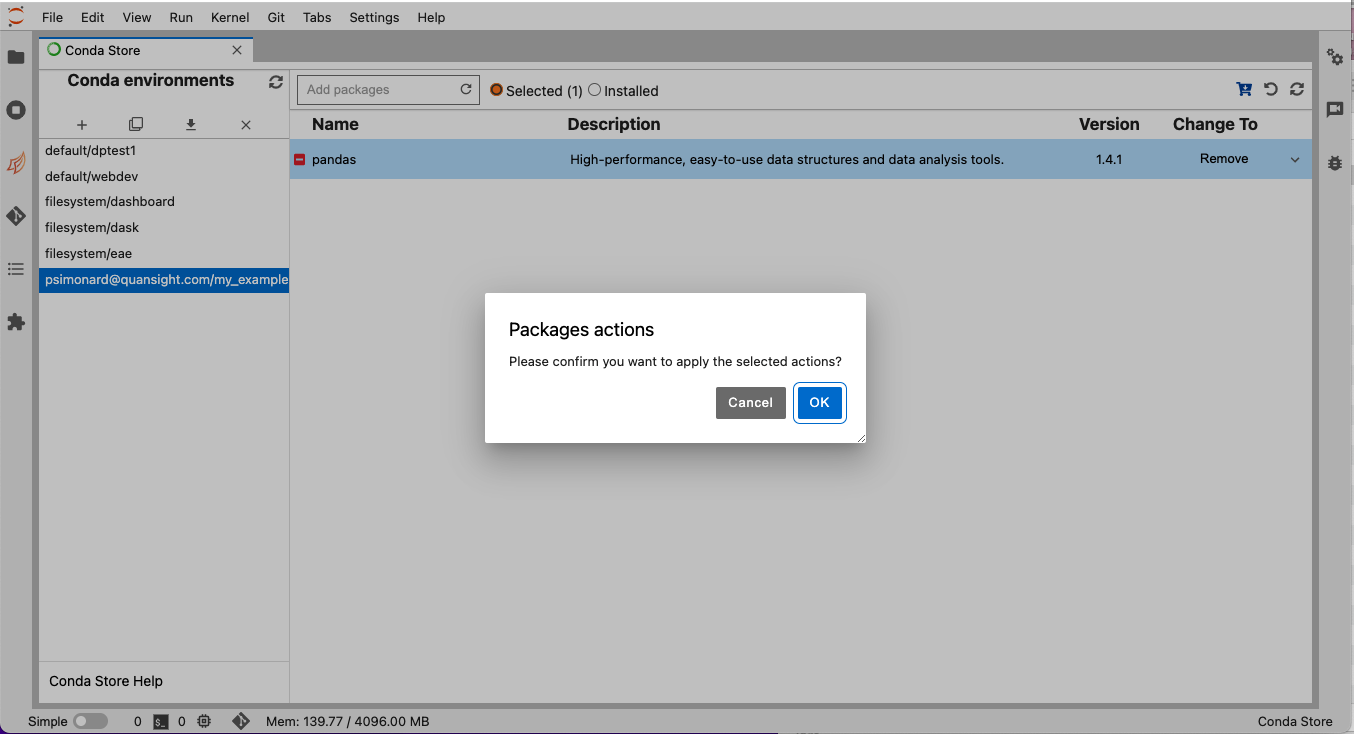 File Edit View Run Kernel Git Tabs Settings Help
Conda Store
Conda environments
Add packages
Selected (1) Installed
Name Description Version Change To
pandas High-performance, easy-to-use data structures and data analysis tools. 1.4.1 Remove
default/dptest1
default/webdev
filesystem/dashboard
filesystem/dask
filesystem/eae
psimonard@quansight.com/my_example
Packages actions
Please confirm you want to apply the selected actions?
Cancel OK
Conda Store Help
Simple 0 $_ 0 Mem: 139.77 / 4096.00 MB Conda Store